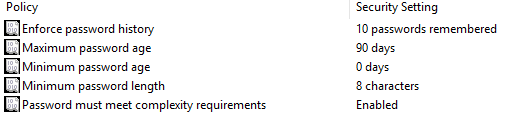 Policy Security Setting
Enforce password history 10 passwords remembered
Maximum password age 90 days
Minimum password age 0 days
Minimum password length 8 characters
Password must meet complexity requirements Enabled